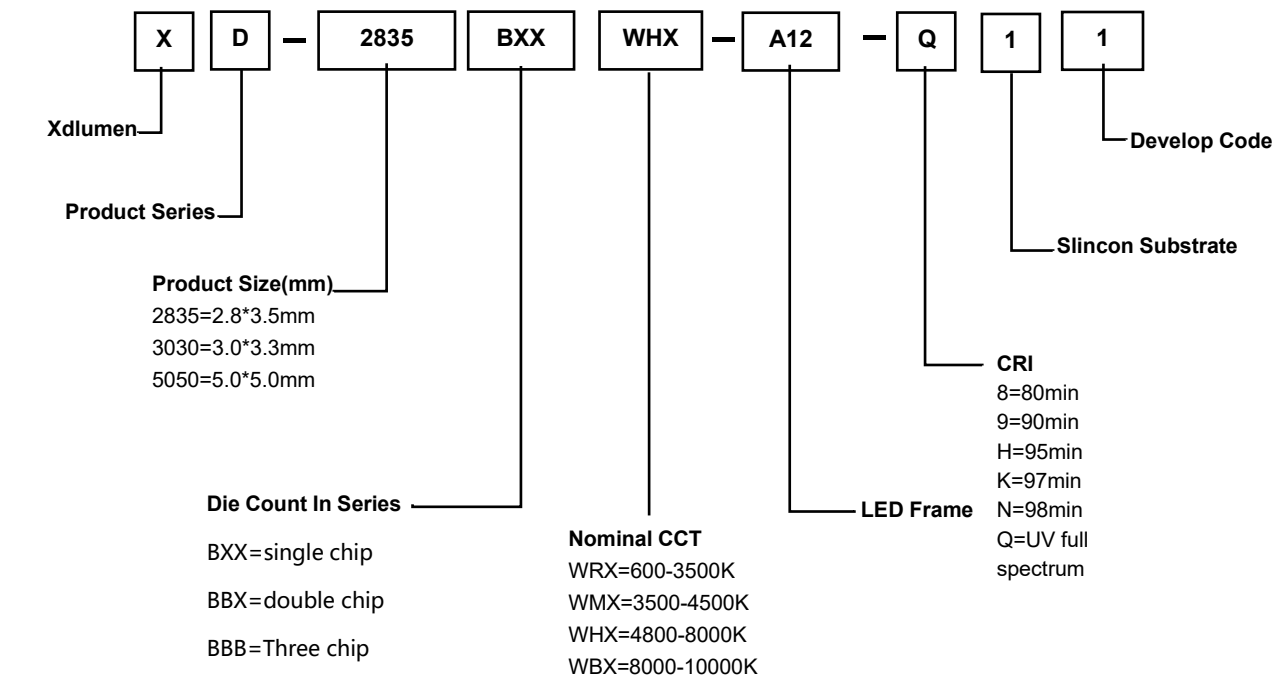 X D — 2835 BXX WHX — A12 — Q 1 1
Xdlumen
Develop Code
Product Series
Slincon Substrate
Product Size(mm)
2835=2.8*3.5mm
3030=3.0*3.3mm
5050=5.0*5.0mm
CRI
8=80min
9=90min
H=95min
K=97min
N=98min
Q=UV full
spectrum
Die Count In Series
BXX=single chip
BBX=double chip
BBB=Three chip
LED Frame
Nominal CCT
WRX=600-3500K
WMX=3500-4500K
WHX=4800-8000K
WBX=8000-10000K